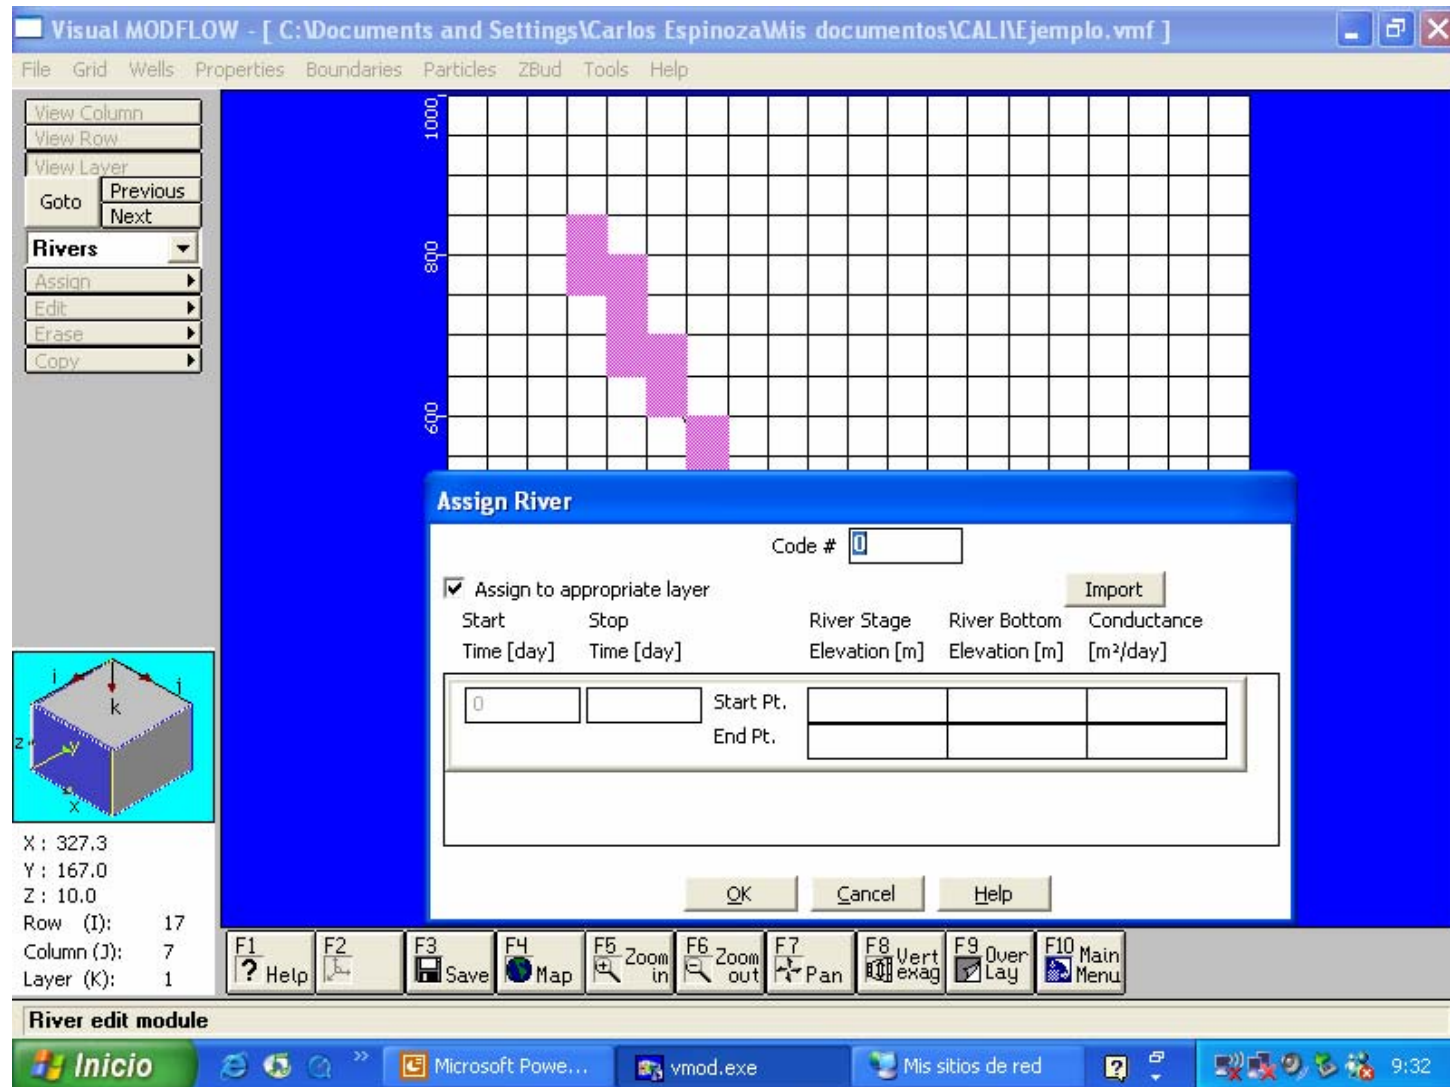 Visual MODFLOW - [ C:\Documents and Settings\Carlos Espinoza\Mis documentos\CALI\Ejemplo.vmf ]
File Grid Wells Properties Boundaries Particles ZBud Tools Help
View Column
View Row
View Layer
Goto
Previous
Next
Rivers
Assign
Edit
Erase
Copy
1000
800
600
Assign River
Code # 0
Assign to appropriate layer
Import
Start
Time [day]
Stop
Time [day]
River Stage
Elevation [m]
River Bottom
Elevation [m]
Conductance
[m²/day]
0
Start Pt.
End Pt.
OK
Cancel
Help
i
j
k
z
y
x
X : 327.3
Y : 167.0
Z : 10.0
Row (I): 17
Column (J): 7
Layer (K): 1
F1 ? Help
F2
F3 Save
F4 Map
F5 Zoom in
F6 Zoom out
F7 Pan
F8 Vert exag
F9 Over Lay
F10 Main Menu
River edit module
Inicio
Microsoft Powe...
vmod.exe
Mis sitios de red
9:32